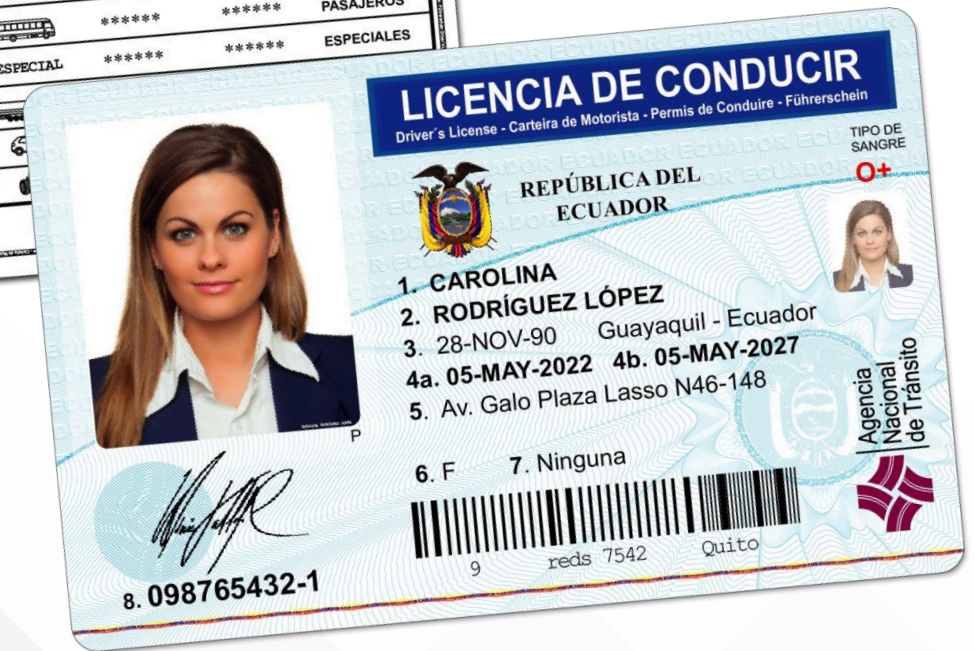 ****** ****** PASAJEROS
ESPECIAL ****** ****** ESPECIALES
LICENCIA DE CONDUCIR
Driver´s License - Carteira de Motorista - Permis de Conduire - Führerschein
TIPO DE
SANGRE
O+
REPÚBLICA DEL
ECUADOR
1. CAROLINA
2. RODRÍGUEZ LÓPEZ
3. 28-NOV-90 Guayaquil - Ecuador
4a. 05-MAY-2022 4b. 05-MAY-2027
5. Av. Galo Plaza Lasso N46-148
6. F 7. Ninguna
P
9 reds 7542 Quito
8. 098765432-1
Agencia
Nacional
de Tránsito